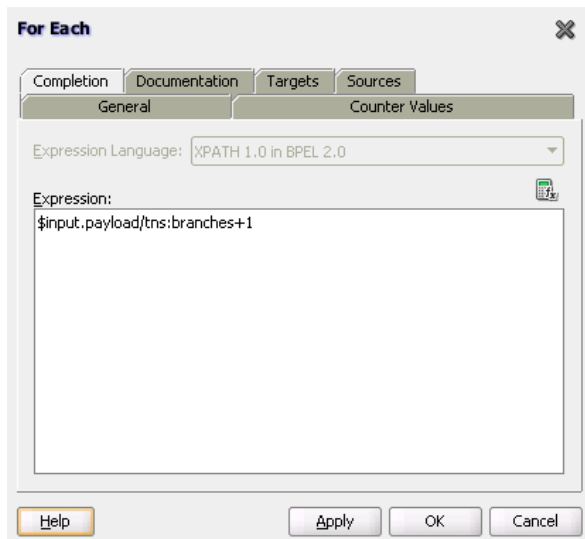 For Each
Completion Documentation Targets Sources
General Counter Values
Expression Language: XPATH 1.0 in BPEL 2.0
Expression:
$input.payload/tns:branches+1
Help Apply OK Cancel